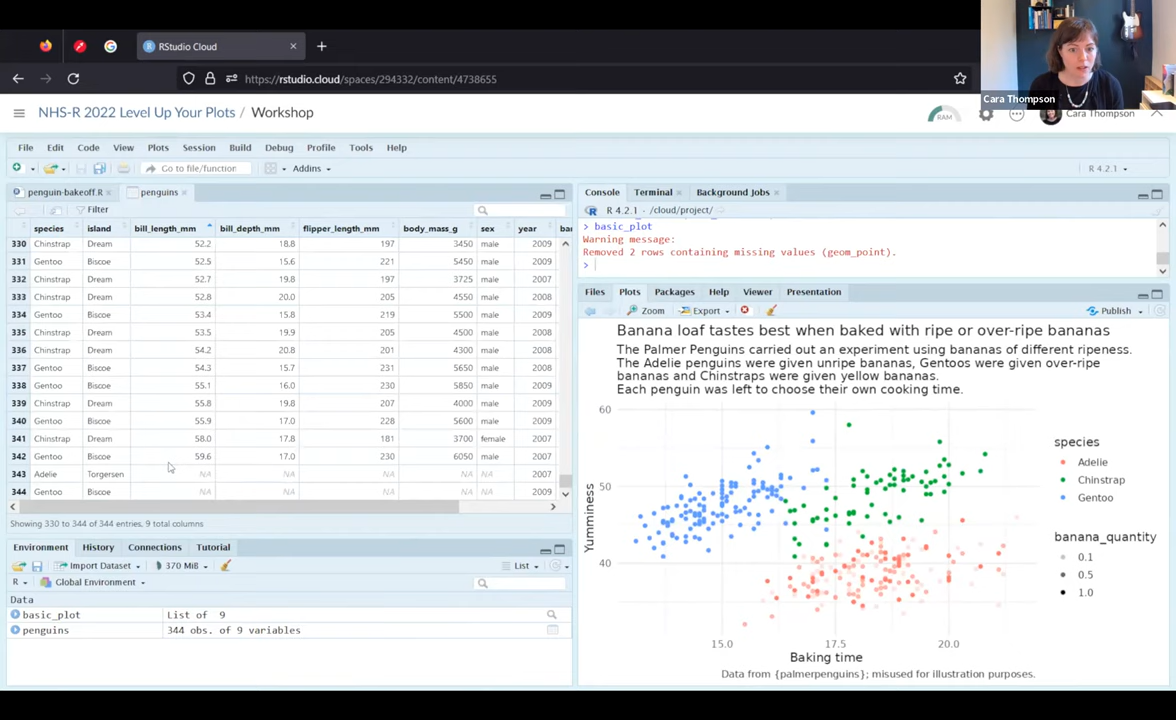 RStudio Cloud
https://rstudio.cloud/spaces/294332/content/4738655
Cara Thompson
NHS-R 2022 Level Up Your Plots / Workshop
RAM
Cara Thompson
File Edit Code View Plots Session Build Debug Profile Tools Help
Go to file/function Addins
R 4.2.1
penguin-bakeoff.R penguins
Filter
species island bill_length_mm bill_depth_mm flipper_length_mm body_mass_g sex year
330 Chinstrap Dream 52.2 18.8 197 3450 male 2009
331 Gentoo Biscoe 52.5 15.6 221 5450 male 2009
332 Chinstrap Dream 52.7 19.8 197 3725 male 2007
333 Chinstrap Dream 52.8 20.0 205 4550 male 2008
334 Gentoo Biscoe 53.4 15.8 219 5500 male 2009
335 Chinstrap Dream 53.5 19.9 205 4500 male 2008
336 Chinstrap Dream 54.2 20.8 201 4300 male 2008
337 Gentoo Biscoe 54.3 15.7 231 5650 male 2008
338 Gentoo Biscoe 55.1 16.0 230 5850 male 2009
339 Chinstrap Dream 55.8 19.8 207 4000 male 2009
340 Gentoo Biscoe 55.9 17.0 228 5600 male 2009
341 Chinstrap Dream 58.0 17.8 181 3700 female 2007
342 Gentoo Biscoe 59.6 17.0 230 6050 male 2007
343 Adelie Torgersen NA NA NA NA NA 2007
344 Gentoo Biscoe NA NA NA NA NA 2009
Showing 330 to 344 of 344 entries, 9 total columns
Environment History Connections Tutorial
Import Dataset 370 MiB List
R Global Environment
Data
basic_plot List of 9
penguins 344 obs. of 9 variables
Console Terminal Background Jobs
R 4.2.1 · /cloud/project/
> basic_plot
Warning message:
Removed 2 rows containing missing values (geom_point).
>
Files Plots Packages Help Viewer Presentation
Zoom Export Publish
Banana loaf tastes best when baked with ripe or over-ripe bananas
The Palmer Penguins carried out an experiment using bananas of different ripeness.
The Adelie penguins were given unripe bananas, Gentoos were given over-ripe
bananas and Chinstraps were given yellow bananas.
Each penguin was left to choose their own cooking time.
60
50
40
Yumminess
15.0 17.5 20.0
Baking time
species
Adelie
Chinstrap
Gentoo
banana_quantity
0.1
0.5
1.0
Data from {palmerpenguins}; misused for illustration purposes.